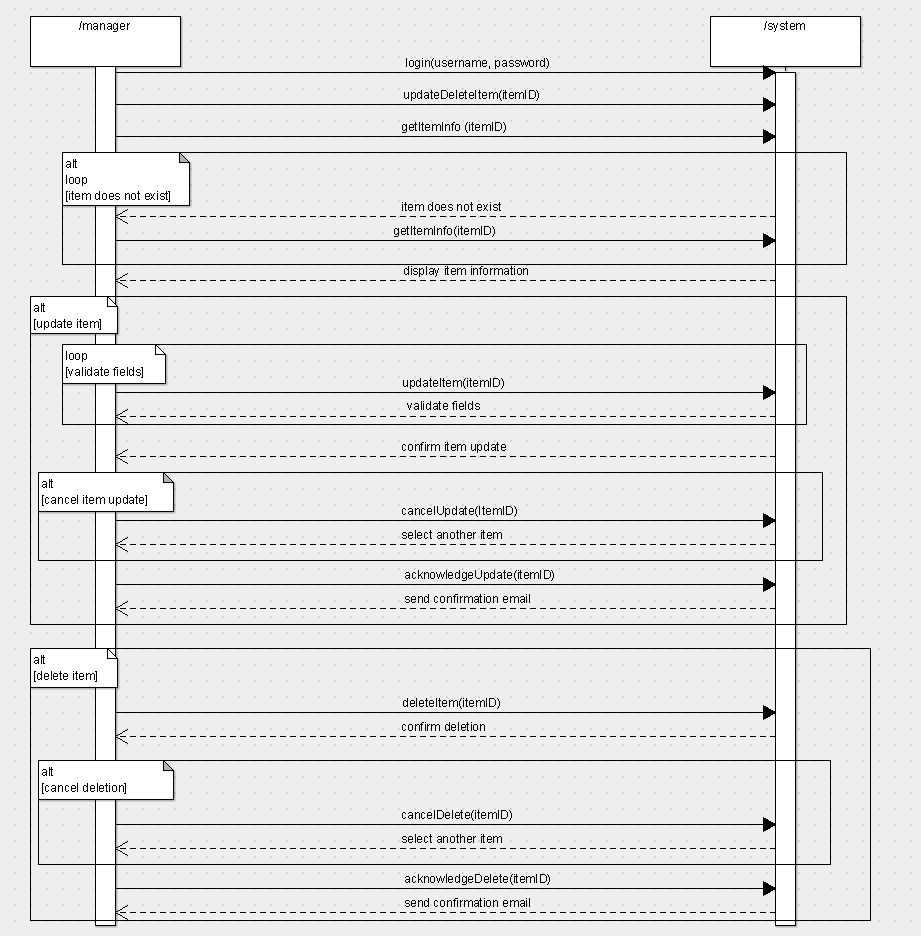 /manager
/system
login(username, password)
updateDeleteItem(itemID)
getItemInfo (itemID)
alt
loop
[item does not exist]
item does not exist
getItemInfo(itemID)
display item information
alt
[update item]
loop
[validate fields]
updateItem(itemID)
validate fields
confirm item update
alt
[cancel item update]
cancelUpdate(ItemID)
select another item
acknowledgeUpdate(itemID)
send confirmation email
alt
[delete item]
deleteItem(itemID)
confirm deletion
alt
[cancel deletion]
cancelDelete(itemID)
select another item
acknowledgeDelete(itemID)
send confirmation email